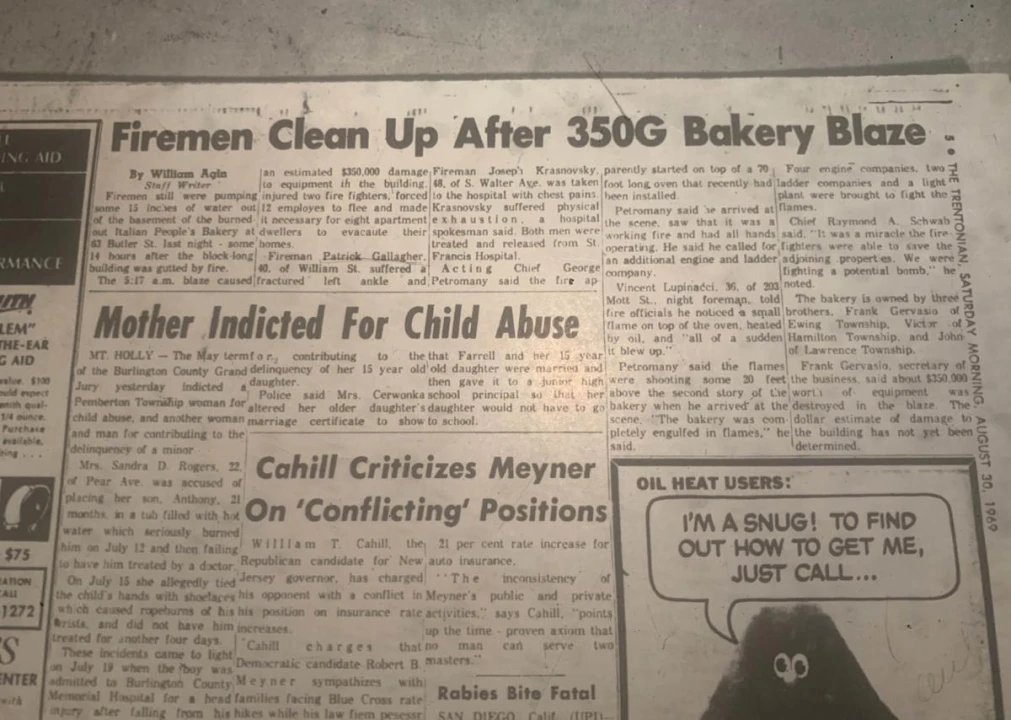 NG AID
RMANCE
LEM"
THE-EAR
G AID
value. $100
ould expect
enith qual-
1/4 ounce.
Purchase
available.
$75
ATION
CALL
1272
S
ENTER
with
Firemen Clean Up After 350G Bakery Blaze
By William Agin
Staff Writer
Firemen still were pumping
some 15 inches of water out
of the basement of the burned-
out Italian People's Bakery at
63 Butler St. last night - some
14 hours after the block-long
building was gutted by fire.
The 5:17 a.m. blaze caused
an estimated $350,000 damage
to equipment in the building,
injured two fire fighters, forced
12 employes to flee and made
it necessary for eight apartment
dwellers to evacuate their
homes.
Fireman Patrick Gallagher,
40, of William St. suffered a
fractured left ankle and
Fireman Joseph Krasnovsky,
48, of S. Walter Ave. was taken
to the hospital with chest pains.
Krasnovsky suffered physical
exhaustion, a hospital
spokesman said. Both men were
treated and released from St.
Francis Hospital.
Acting Chief George
Petromany said the fire ap-
parently started on top of a 70
foot long oven that recently had
been installed.
Petromany said he arrived at
the scene, saw that it was a
working fire and had all hands
operating. He said he called for
an additional engine and ladder
company.
Vincent Lupinacci, 36, of 203
Mott St., night foreman, told
fire officials he noticed a small
flame on top of the oven, heated
by oil, and "all of a sudden
it blew up."
Petromany said the flames
were shooting some 20 feet
above the second story of the
bakery when he arrived at the
scene. "The bakery was com-
pletely engulfed in flames," he
said.
Four engine companies, two
ladder companies and a light
plant were brought to fight the
flames.
Chief Raymond A. Schwab
said, "It was a miracle the fire-
fighters were able to save the
adjoining properties. We were
fighting a potential bomb," he
noted.
The bakery is owned by three
brothers, Frank Gervasio of
Ewing Township, Victor of
Hamilton Township, and John
of Lawrence Township.
Frank Gervasio, secretary of
the business, said about $350,000
worth of equipment was
destroyed in the blaze. The
dollar estimate of damage to
the building has not yet been
determined.
5 • THE TRENTONIAN, SATURDAY MORNING, AUGUST 30, 1969
Mother Indicted For Child Abuse
MT. HOLLY — The May term
of the Burlington County Grand
Jury yesterday indicted a
Pemberton Township woman for
child abuse, and another woman
and man for contributing to the
delinquency of a minor
Mrs. Sandra D. Rogers, 22,
of Pear Ave. was accused of
placing her son, Anthony, 21
months, in a tub filled with hot
water which seriously burned
him on July 12 and then failing
to have him treated by a doctor.
On July 15 she allegedly tied
the child's hands with shoelaces
which caused ropeburns of his
wrists, and did not have him
treated for another four days.
These incidents came to light
on July 19 when the boy was
admitted to Burlington County
Memorial Hospital for a head
injury after falling from his
for contributing to the
delinquency of her 15 year old
daughter.
Police said Mrs. Cerwonka
altered her older daughter's
marriage certificate to show
that Farrell and her 15 year
old daughter were married and
then gave it to a junior high
school principal so that her
daughter would not have to go
to school.
Cahill Criticizes Meyner
On 'Conflicting' Positions
William T. Cahill, the
Republican candidate for New
Jersey governor, has charged
his opponent with a conflict in
his position on insurance rate
increases.
Cahill charges that
Democratic candidate Robert B.
Meyner sympathizes with
families facing Blue Cross rate
hikes while his law firm
21 per cent rate increase for
auto insurance.
"The inconsistency of
Meyner's public and private
activities," says Cahill, "points
up the time - proven axiom that
no man can serve two
masters."
Rabies Bite Fatal
SAN DIEGO, Calif. (UPI)—
OIL HEAT USERS:
I'M A SNUG! TO FIND
OUT HOW TO GET ME,
JUST CALL...